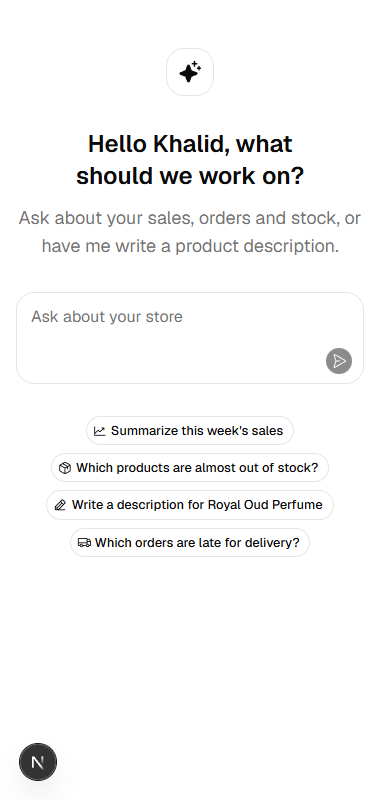 Hello Khalid, what
should we work on?
Ask about your sales, orders and stock, or
have me write a product description.
Ask about your store
Summarize this week's sales
Which products are almost out of stock?
Write a description for Royal Oud Perfume
Which orders are late for delivery?
N